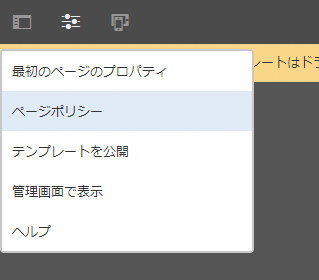 レートはドラ
最初のページのプロパティ
ページポリシー
テンプレートを公開
管理画面で表示
ヘルプ